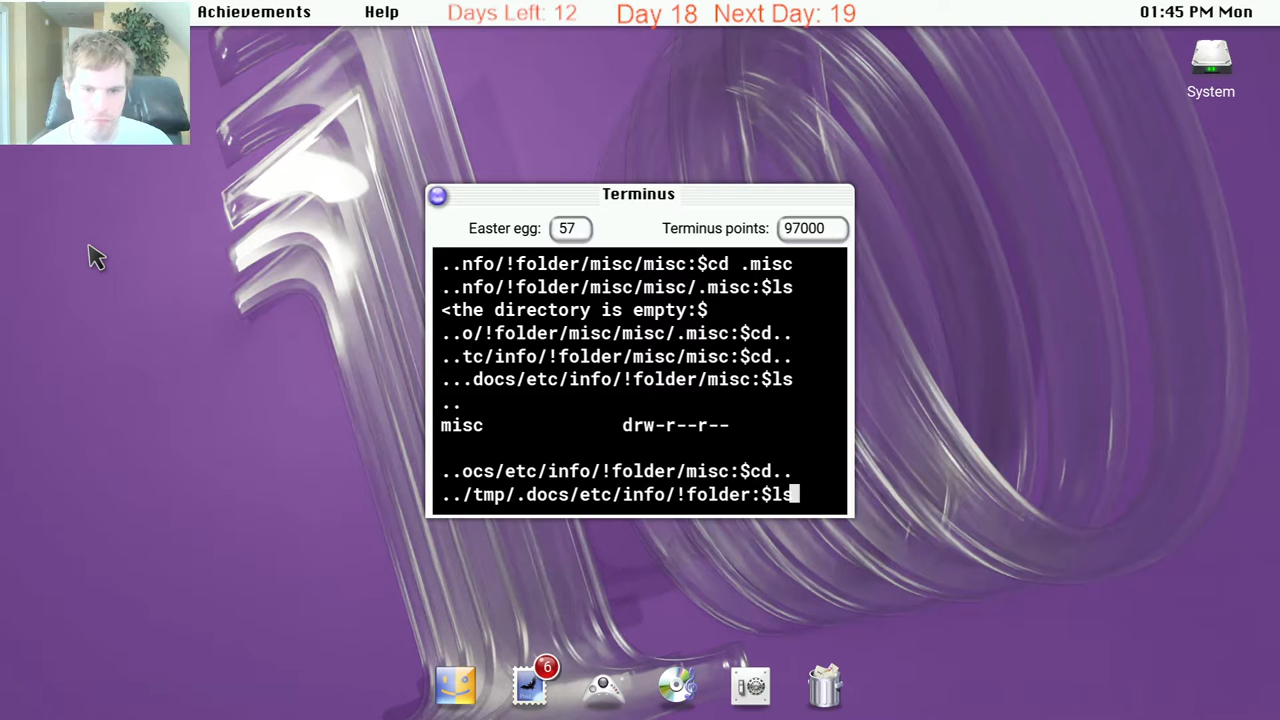 Achievements Help Days Left: 12 Day 18 Next Day: 19 01:45 PM Mon
System
Terminus
Easter egg: 57 Terminus points: 97000
..nfo/!folder/misc/misc:$cd .misc
..nfo/!folder/misc/misc/.misc:$ls
<the directory is empty:$
..o/!folder/misc/misc/.misc:$cd..
..tc/info/!folder/misc/misc:$cd..
...docs/etc/info/!folder/misc:$ls
..
misc drw-r--r--
..ocs/etc/info/!folder/misc:$cd..
../tmp/.docs/etc/info/!folder:$ls
6